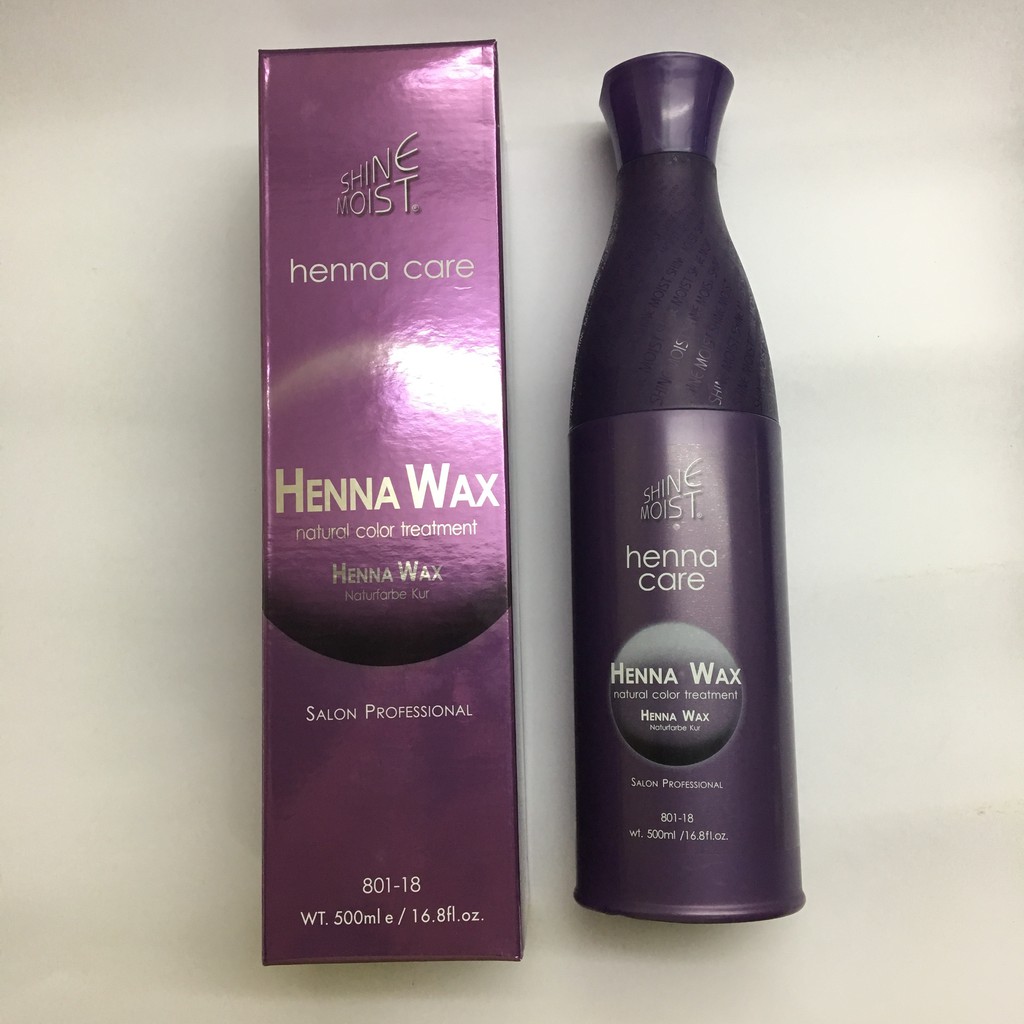 SHINE
MOIST®
henna care
HENNA WAX
natural color treatment
HENNA WAX
Naturfarbe Kur
SALON PROFESSIONAL
801-18
WT. 500ml e / 16.8fl.oz.
SHINE
MOIST
®
henna
care
HENNA WAX
natural color treatment
HENNA WAX
Naturfarbe Kur
SALON PROFESSIONAL
801-18
wt. 500ml /16.8fl.oz.